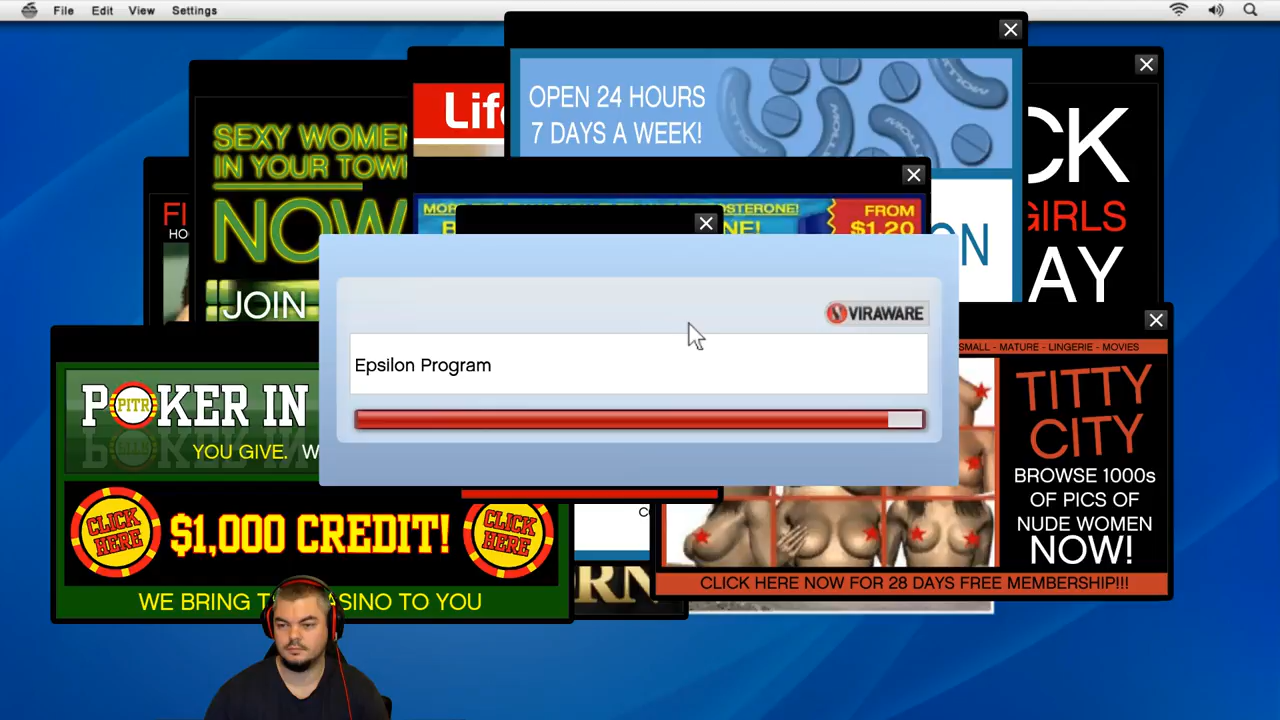 File Edit View Settings
OPEN 24 HOURS
7 DAYS A WEEK!
SEXY WOMEN
IN YOUR TOWN
NOW
JOIN
CK
GIRLS
AY
FROM
$1.20
VIRAWARE
Epsilon Program
SMALL - MATURE - LINGERIE - MOVIES
POKER IN
PITR
YOU GIVE. W
CLICK
HERE
$1,000 CREDIT!
CLICK
HERE
WE BRING
TO YOU
TITTY
CITY
BROWSE 1000s
OF PICS OF
NUDE WOMEN
NOW!
CLICK HERE NOW FOR 28 DAYS FREE MEMBERSHIP!!!